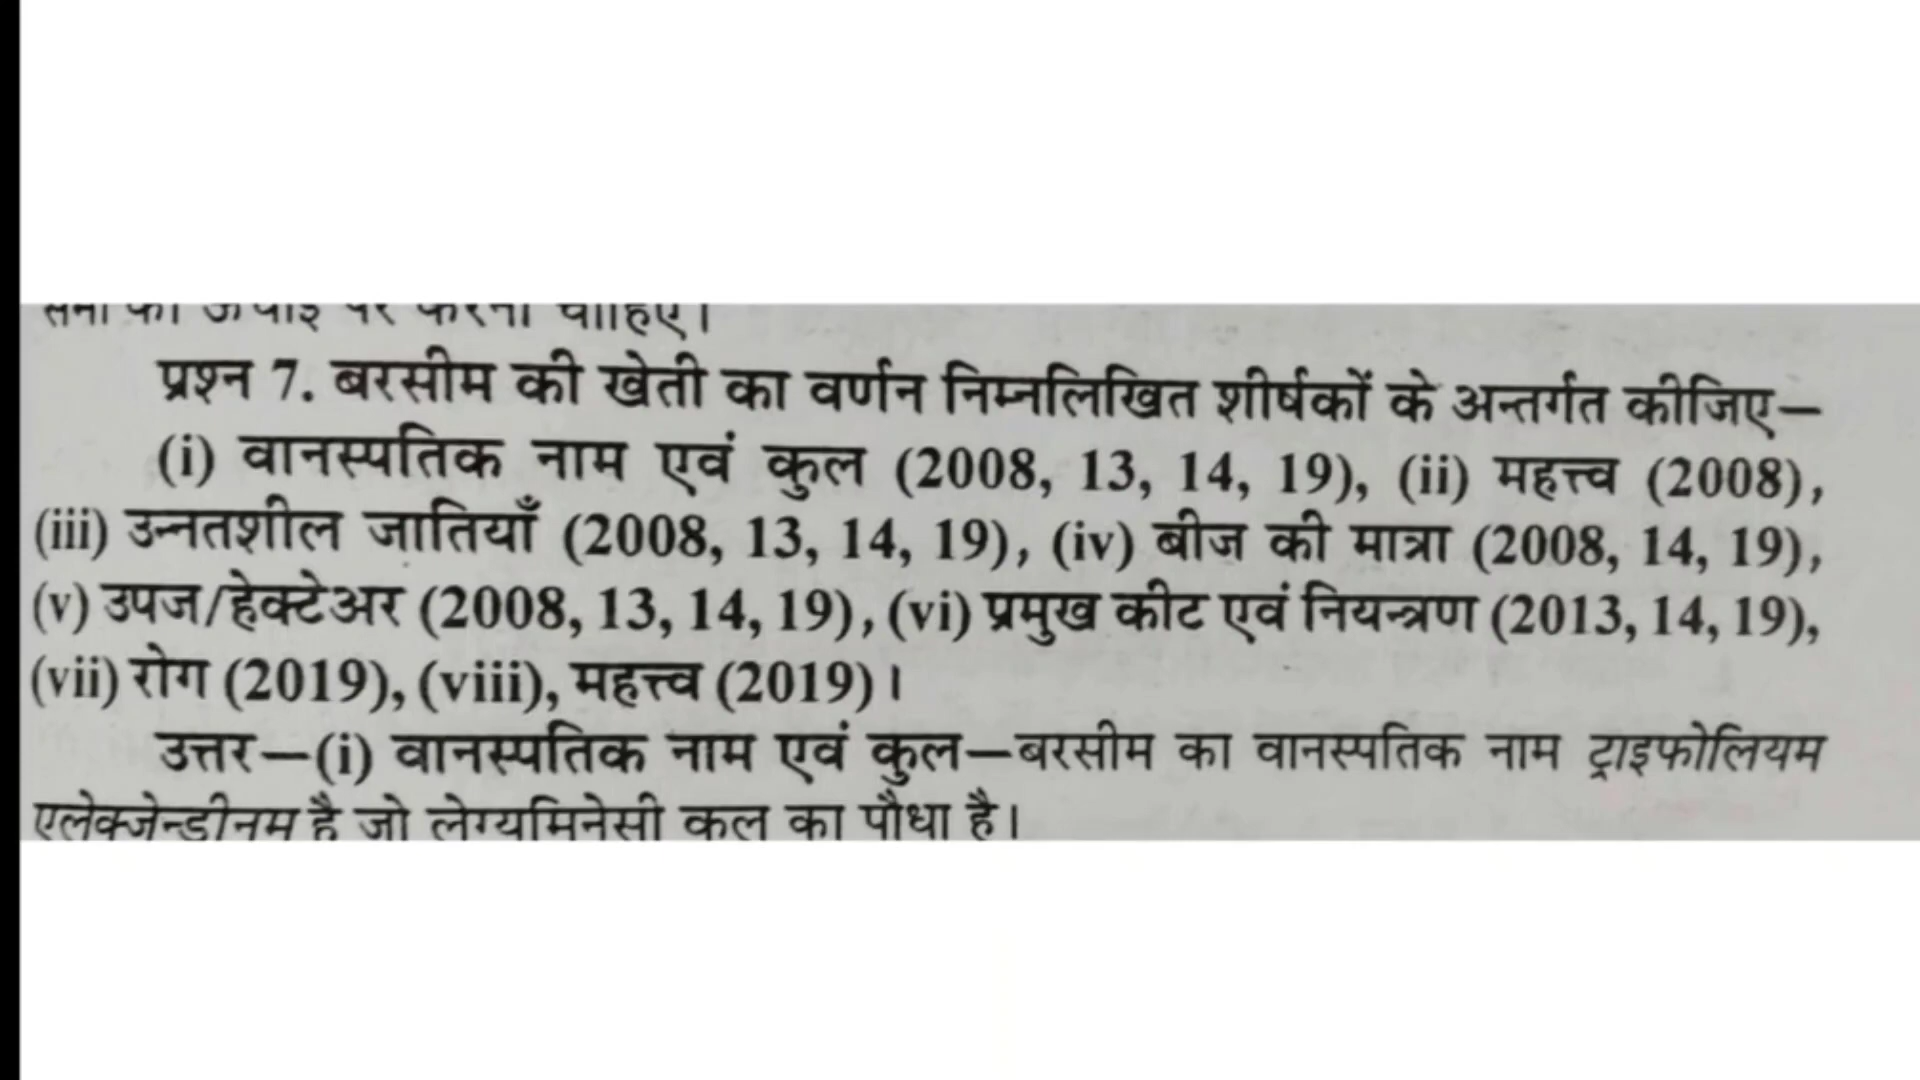 पर करना चाहिए।
प्रश्न 7. बरसीम की खेती का वर्णन निम्नलिखित शीर्षकों के अन्तर्गत कीजिए—
(i) वानस्पतिक नाम एवं कुल (2008, 13, 14, 19), (ii) महत्त्व (2008),
(iii) उन्नतशील जातियाँ (2008, 13, 14, 19), (iv) बीज की मात्रा (2008, 14, 19),
(v) उपज/हेक्टेअर (2008, 13, 14, 19), (vi) प्रमुख कीट एवं नियन्त्रण (2013, 14, 19),
(vii) रोग (2019), (viii), महत्त्व (2019)।
उत्तर—(i) वानस्पतिक नाम एवं कुल—बरसीम का वानस्पतिक नाम ट्राइफोलियम
एलेक्जेन्ड्रीनम है जो लेग्यूमिनेसी कुल का पौधा है।